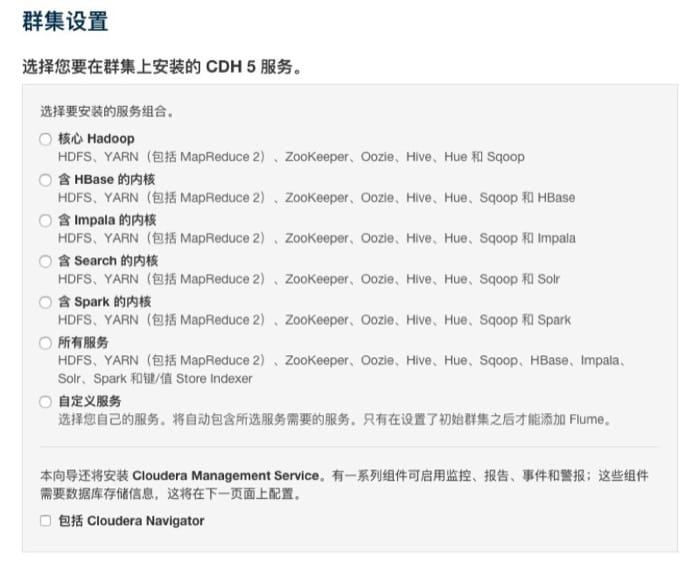 群集设置
选择您要在群集上安装的 CDH 5 服务。
选择要安装的服务组合。
核心 Hadoop
HDFS、YARN（包括 MapReduce 2）、ZooKeeper、Oozie、Hive、Hue 和 Sqoop
含 HBase 的内核
HDFS、YARN（包括 MapReduce 2）、ZooKeeper、Oozie、Hive、Hue、Sqoop 和 HBase
含 Impala 的内核
HDFS、YARN（包括 MapReduce 2）、ZooKeeper、Oozie、Hive、Hue、Sqoop 和 Impala
含 Search 的内核
HDFS、YARN（包括 MapReduce 2）、ZooKeeper、Oozie、Hive、Hue、Sqoop 和 Solr
含 Spark 的内核
HDFS、YARN（包括 MapReduce 2）、ZooKeeper、Oozie、Hive、Hue、Sqoop 和 Spark
所有服务
HDFS、YARN（包括 MapReduce 2）、ZooKeeper、Oozie、Hive、Hue、Sqoop、HBase、Impala、
Solr、Spark 和键/值 Store Indexer
自定义服务
选择您自己的服务。将自动包含所选服务需要的服务。只有在设置了初始群集之后才能添加 Flume。
本向导还将安装 Cloudera Management Service。有一系列组件可启用监控、报告、事件和警报；这些组件
需要数据库存储信息，这将在下一页面上配置。
包括 Cloudera Navigator